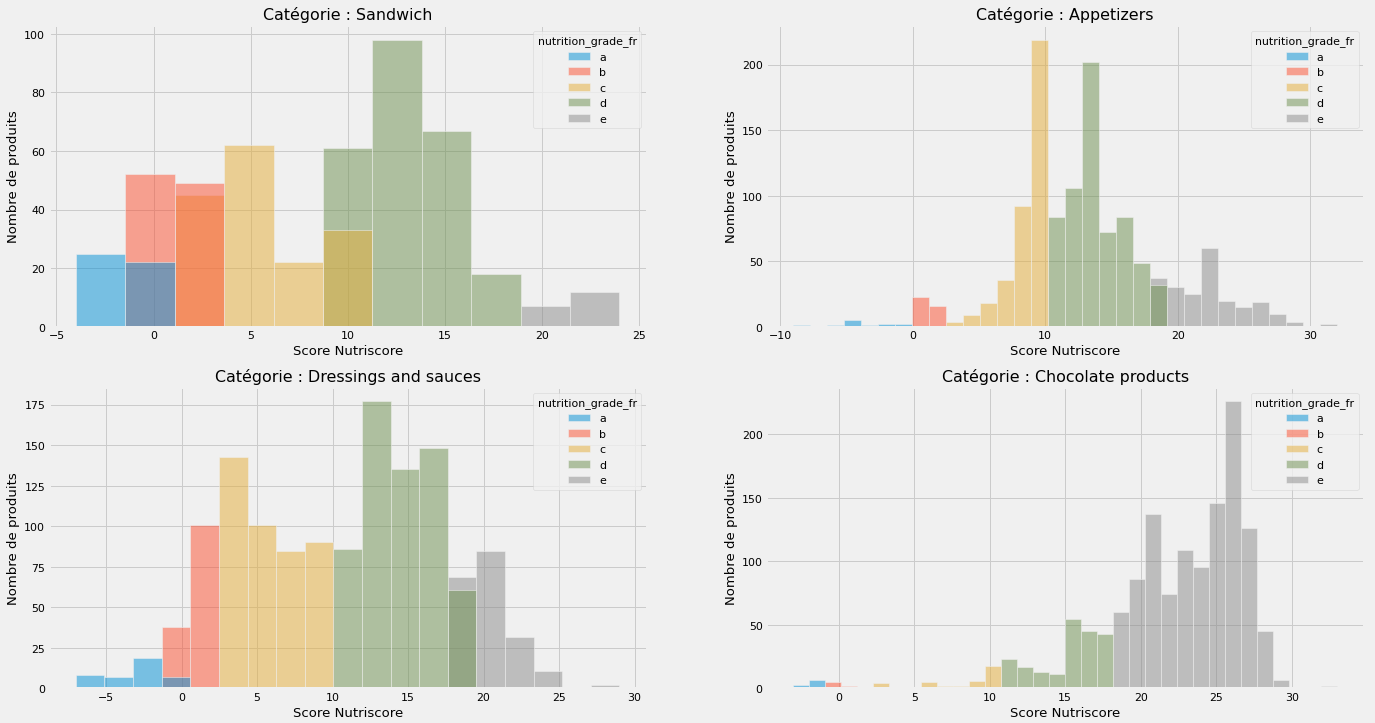 Catégorie : Sandwich
Nombre de produits
100
80
60
40
20
0
nutrition_grade_fr
a
b
c
d
e
−5 0 5 10 15 20 25
Score Nutriscore
Catégorie : Appetizers
Nombre de produits
200
150
100
50
0
nutrition_grade_fr
a
b
c
d
e
−10 0 10 20 30
Score Nutriscore
Catégorie : Dressings and sauces
Nombre de produits
175
150
125
100
75
50
25
0
nutrition_grade_fr
a
b
c
d
e
−5 0 5 10 15 20 25 30
Score Nutriscore
Catégorie : Chocolate products
Nombre de produits
200
150
100
50
0
nutrition_grade_fr
a
b
c
d
e
0 5 10 15 20 25 30
Score Nutriscore